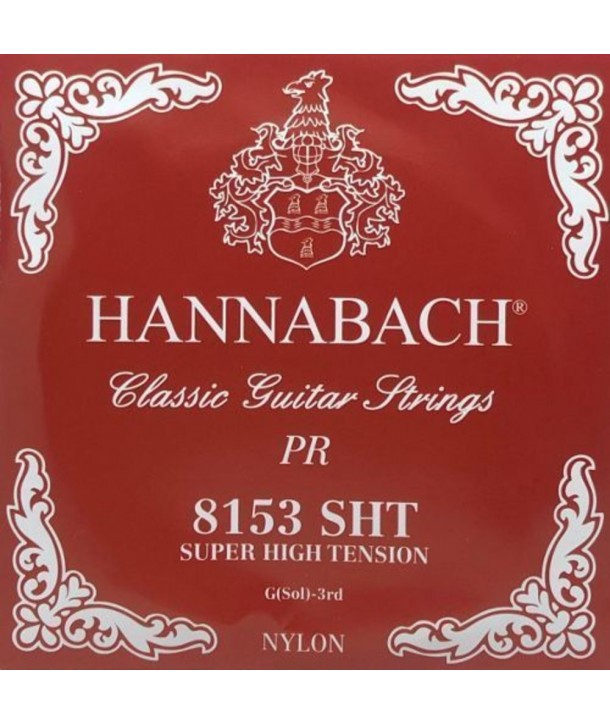 HANNABACH®
Classic Guitar Strings
PR
8153 SHT
SUPER HIGH TENSION
G(Sol)-3rd
NYLON